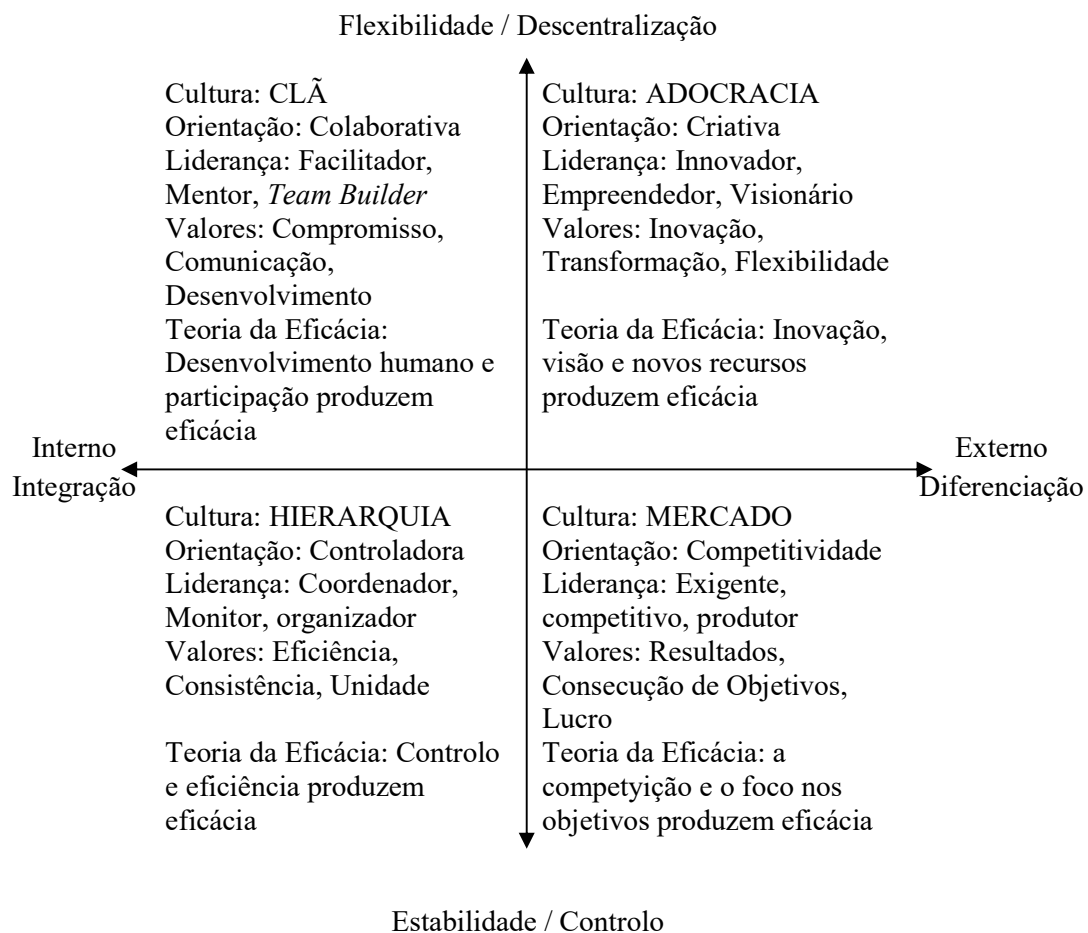 Flexibilidade / Descentralização
Cultura: CLÃ
Orientação: Colaborativa
Liderança: Facilitador,
Mentor, Team Builder
Valores: Compromisso,
Comunicação,
Desenvolvimento
Teoria da Eficácia:
Desenvolvimento humano e
participação produzem
eficácia
Cultura: ADOCRACIA
Orientação: Criativa
Liderança: Innovador,
Empreendedor, Visionário
Valores: Inovação,
Transformação, Flexibilidade
Teoria da Eficácia: Inovação,
visão e novos recursos
produzem eficácia
Interno
Integração
Externo
Diferenciação
Cultura: HIERARQUIA
Orientação: Controladora
Liderança: Coordenador,
Monitor, organizador
Valores: Eficiência,
Consistência, Unidade
Teoria da Eficácia: Controlo
e eficiência produzem
eficácia
Cultura: MERCADO
Orientação: Competitividade
Liderança: Exigente,
competitivo, produtor
Valores: Resultados,
Consecução de Objetivos,
Lucro
Teoria da Eficácia: a
competyição e o foco nos
objetivos produzem eficácia
Estabilidade / Controlo